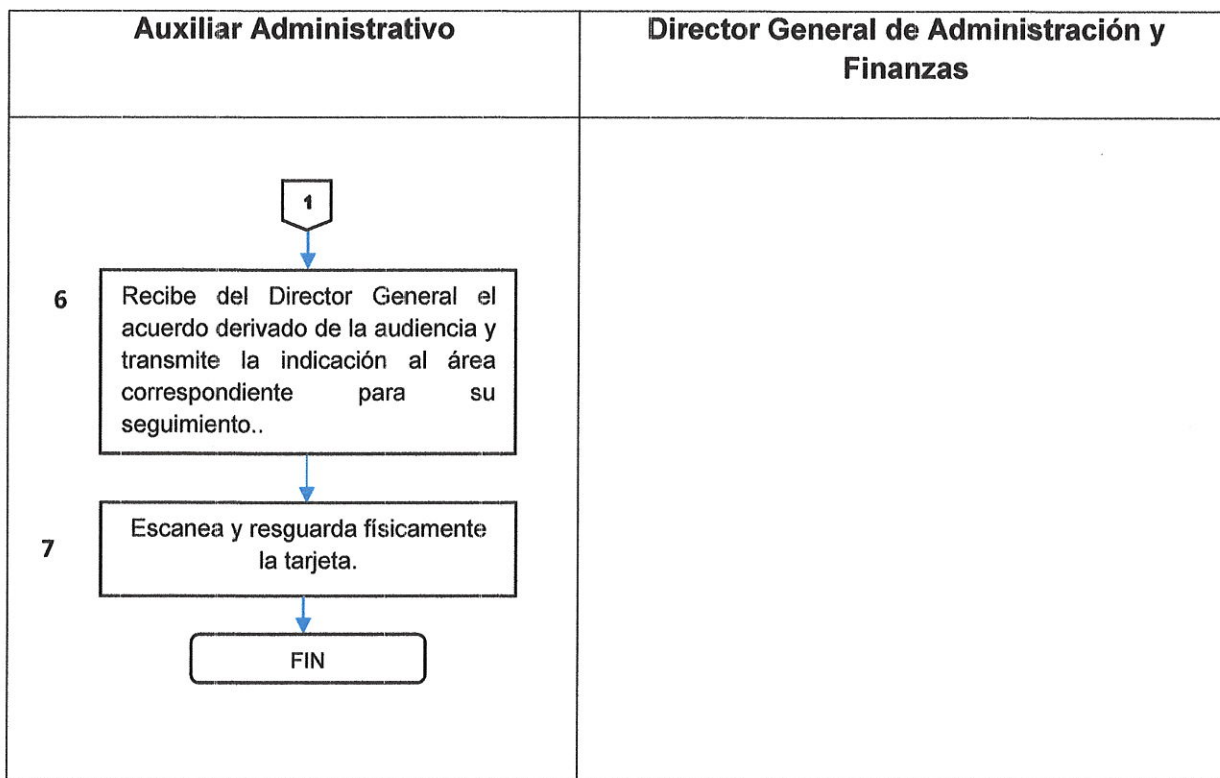 Auxiliar Administrativo
Director General de Administración y
Finanzas
1
6
Recibe del Director General el
acuerdo derivado de la audiencia y
transmite la indicación al área
correspondiente para su
seguimiento..
7
Escanea y resguarda físicamente
la tarjeta.
FIN